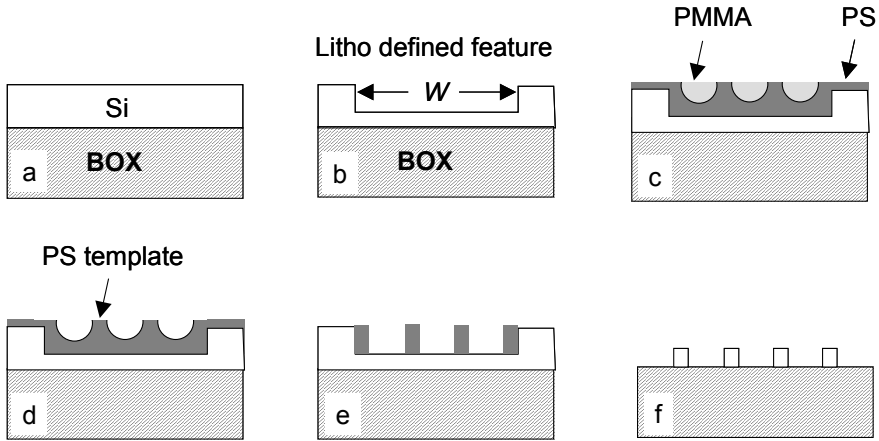 PMMA
PS
Litho defined feature
Si
W
BOX
BOX
a
b
c
PS template
d
e
f